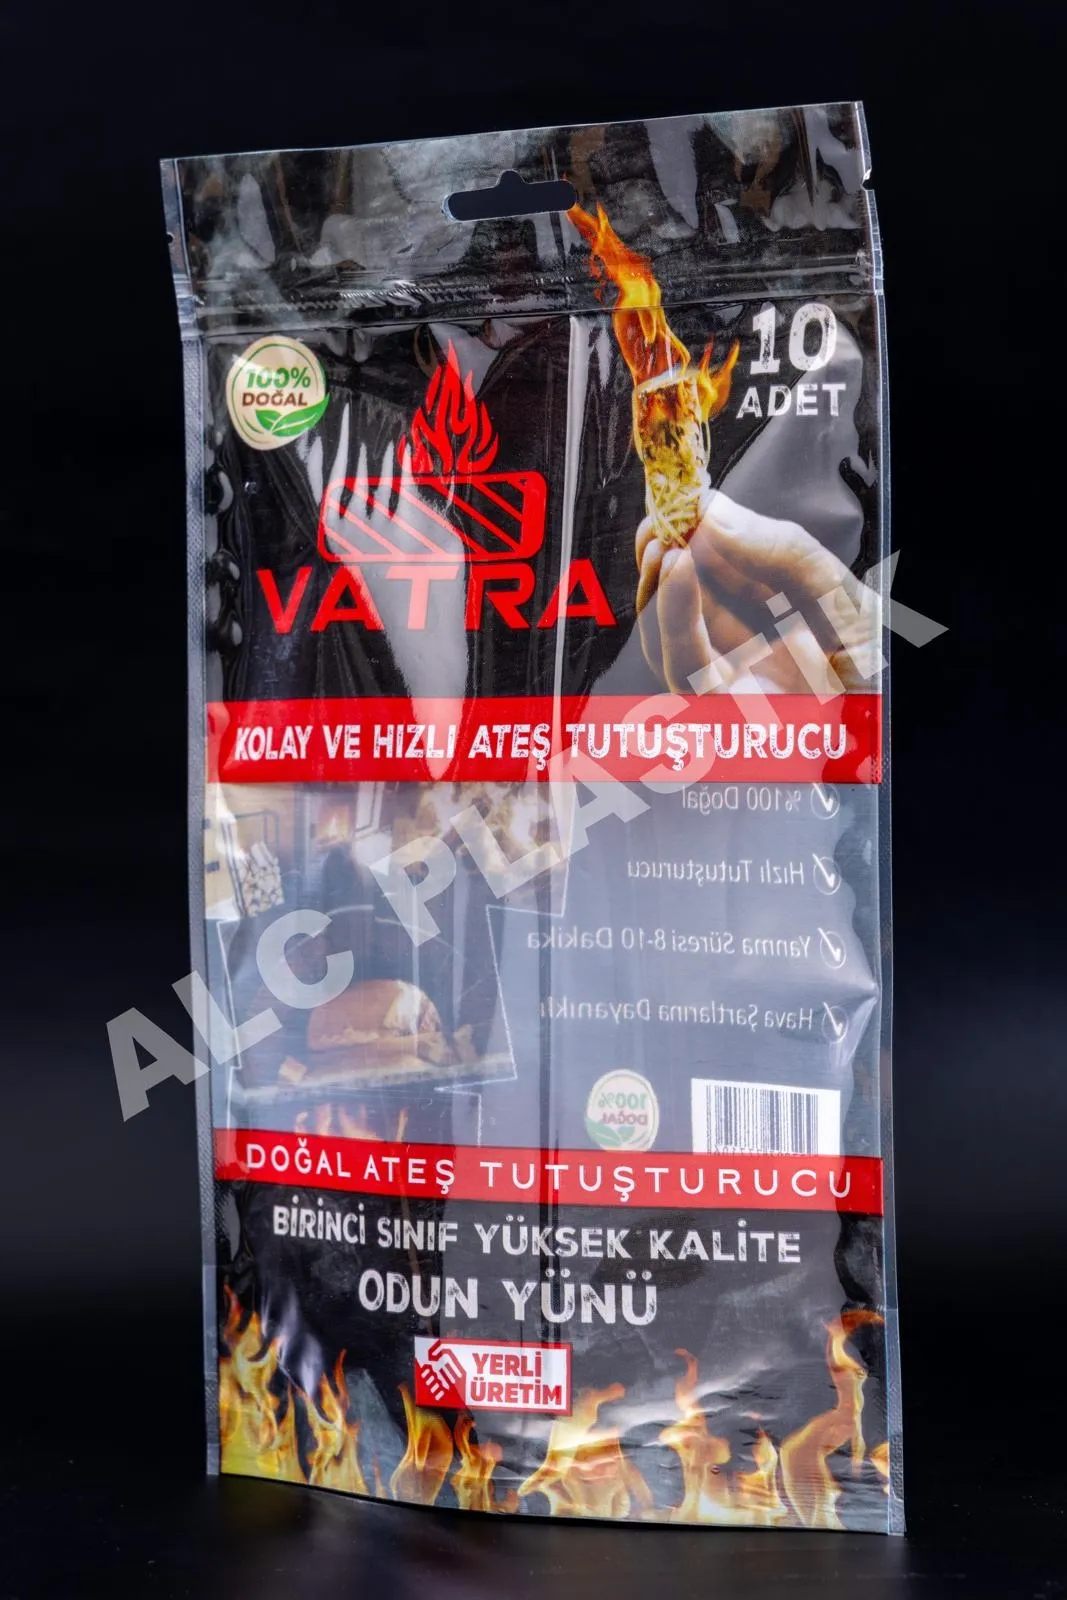 10
ADET
100%
DOĞAL
VATRA
KOLAY VE HIZLI ATEŞ TUTUŞTURUCU
%100 Doğal
Hızlı Tutuşturucu
Yanma Süresi 8-10 Dakika
Hava Şartlarına Dayanıklı
ALC PLASTİK
100%
DOĞAL
DOĞAL ATEŞ TUTUŞTURUCU
BİRİNCİ SINIF YÜKSEK KALİTE
ODUN YÜNÜ
YERLİ
ÜRETİM